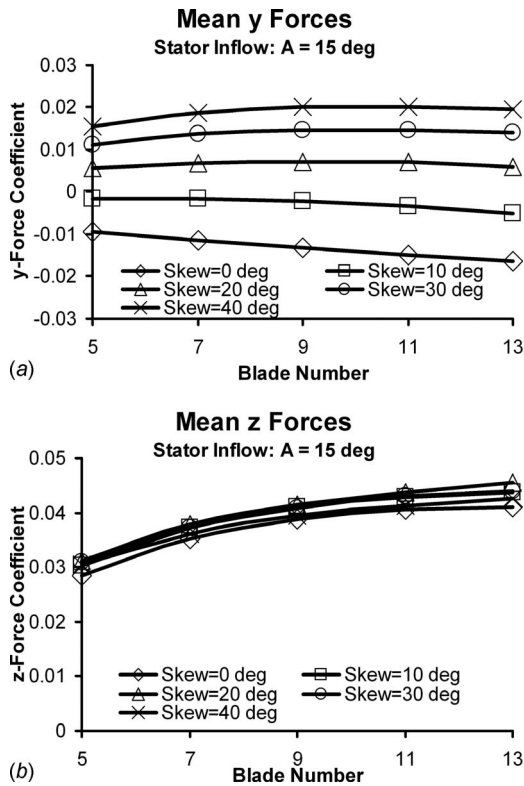 Mean y Forces
Stator Inflow: A = 15 deg
y-Force Coefficient
0.03
0.02
0.01
0
-0.01
-0.02
-0.03
Skew=0 deg
Skew=10 deg
Skew=20 deg
Skew=30 deg
Skew=40 deg
5
7
9
11
13
(a)
Blade Number
Mean z Forces
Stator Inflow: A = 15 deg
z-Force Coefficient
0.05
0.04
0.03
0.02
0.01
0
Skew=0 deg
Skew=10 deg
Skew=20 deg
Skew=30 deg
Skew=40 deg
5
7
9
11
13
(b)
Blade Number